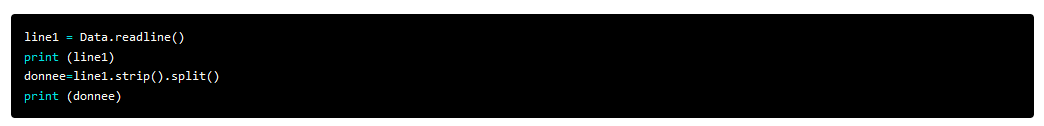 line1 = Data.readline()
print (line1)
donnee=line1.strip().split()
print (donnee)